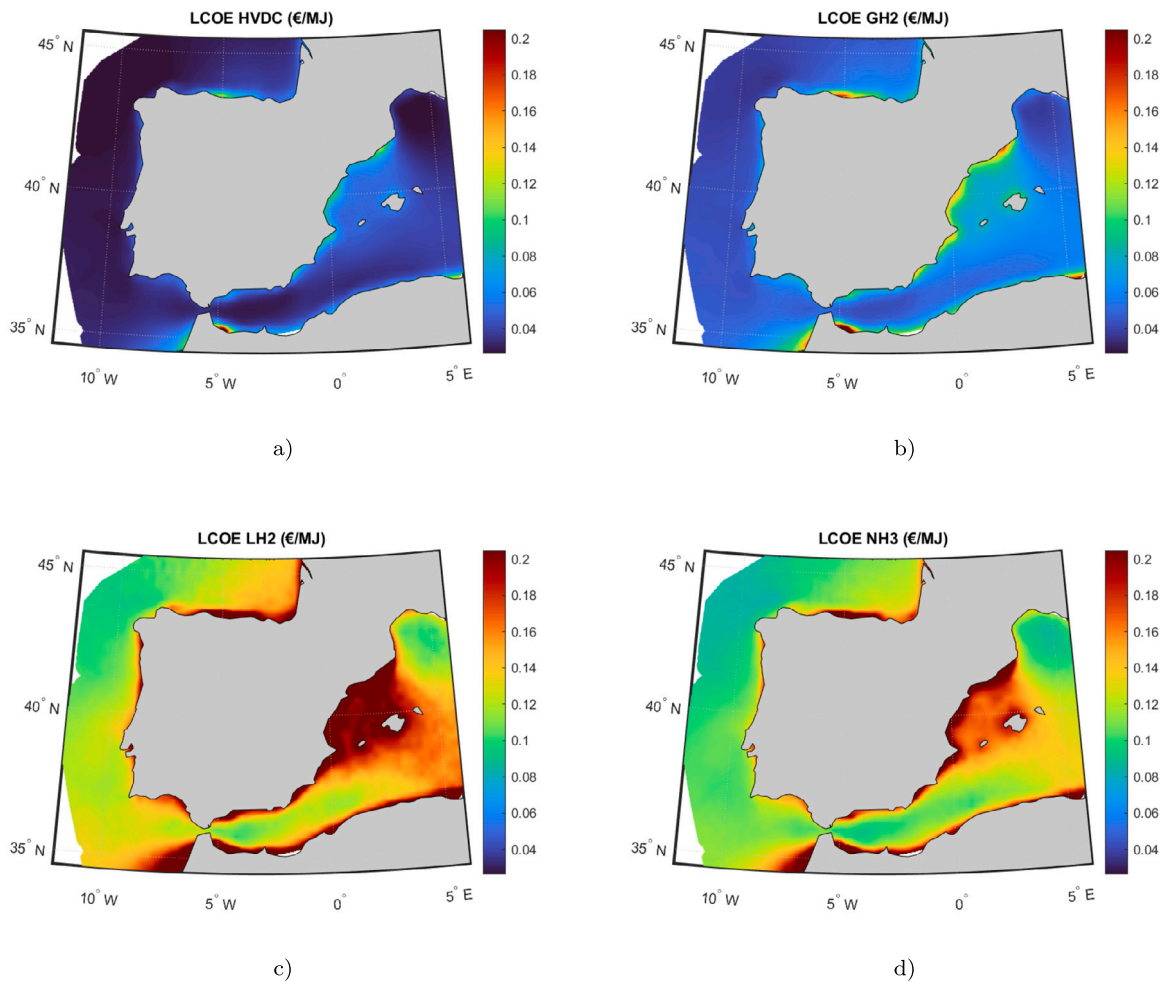 LCOE HVDC (€/MJ)
45° N
40° N
35° N
10° W
5° W
0°
5° E
0.2
0.18
0.16
0.14
0.12
0.1
0.08
0.06
0.04
a)
LCOE GH2 (€/MJ)
45° N
40° N
35° N
10° W
5° W
0°
5° E
0.2
0.18
0.16
0.14
0.12
0.1
0.08
0.06
0.04
b)
LCOE LH2 (€/MJ)
45° N
40° N
35° N
10° W
5° W
0°
5° E
0.2
0.18
0.16
0.14
0.12
0.1
0.08
0.06
0.04
c)
LCOE NH3 (€/MJ)
45° N
40° N
35° N
10° W
5° W
0°
5° E
0.2
0.18
0.16
0.14
0.12
0.1
0.08
0.06
0.04
d)